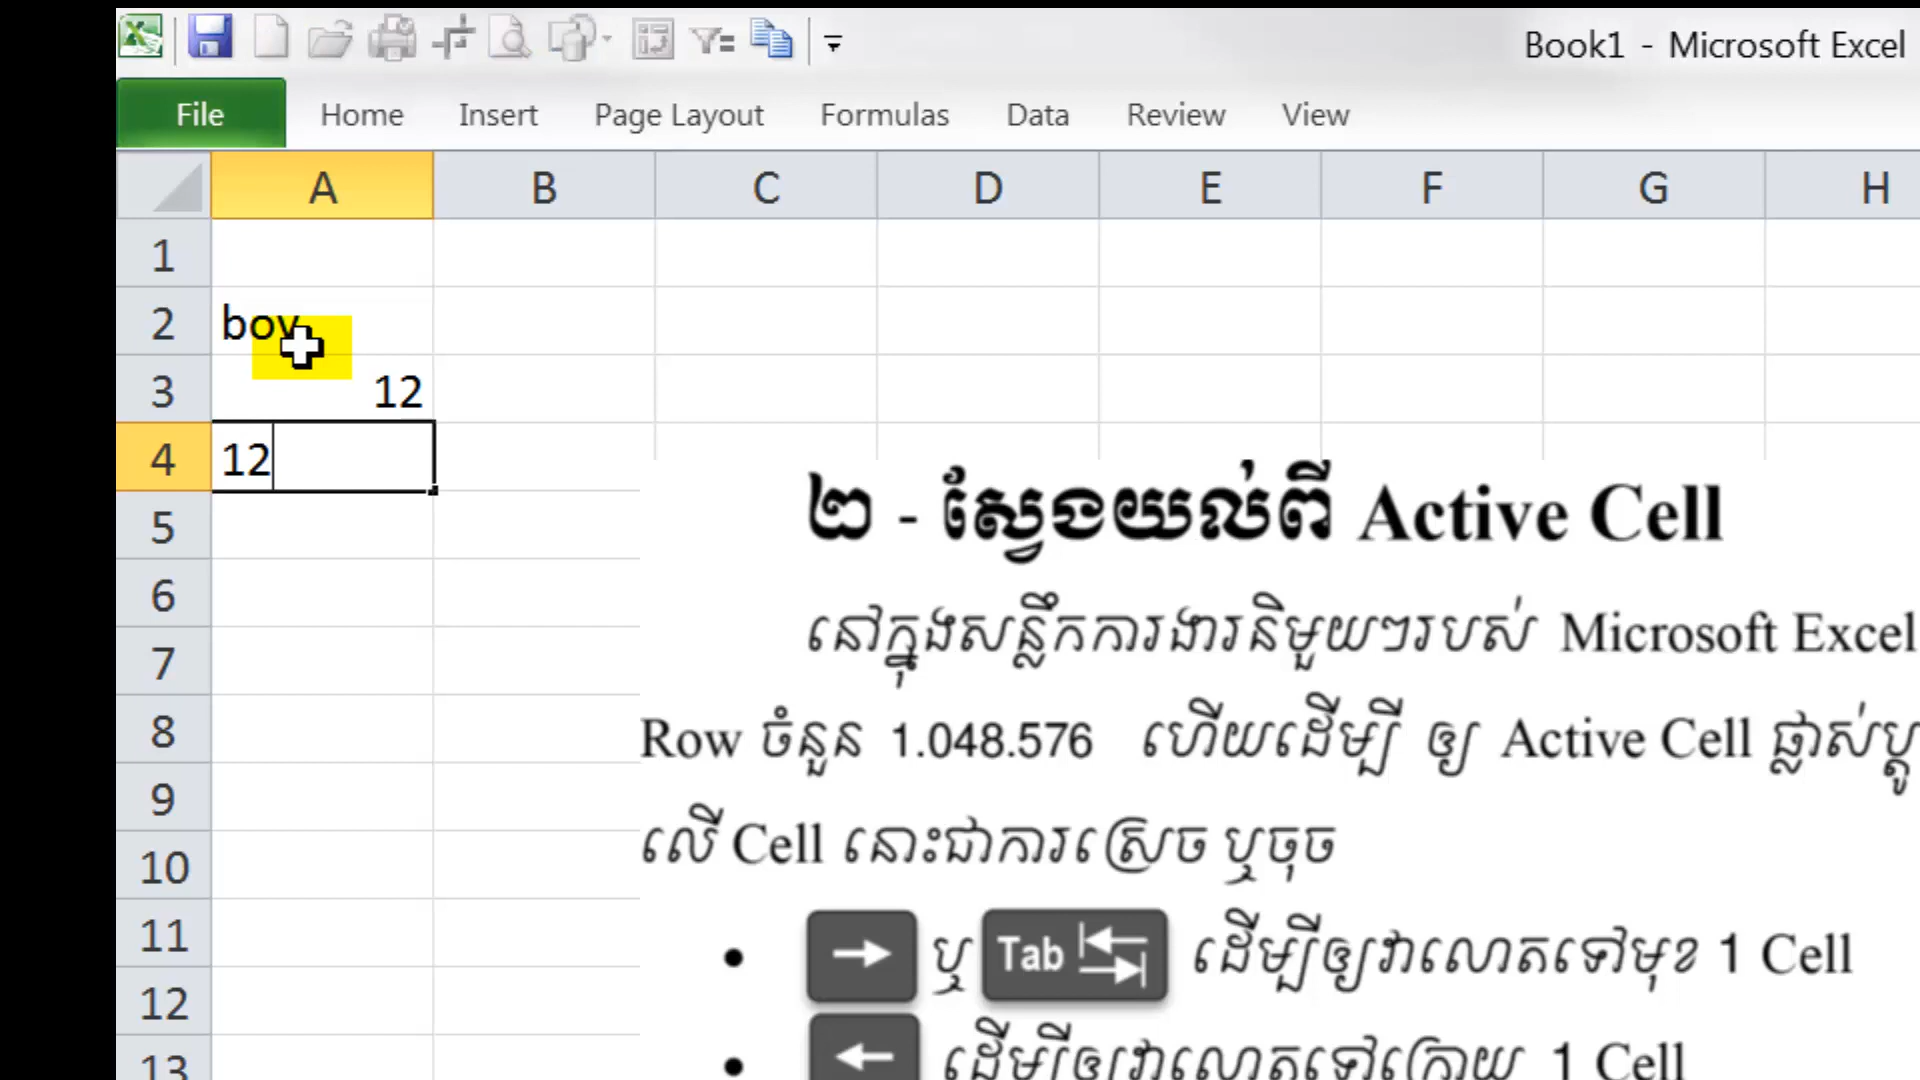 Book1 - Microsoft Excel
File Home Insert Page Layout Formulas Data Review View
A B C D E F G H
1
2 boy
3 12
4 12
5
6
7
8
9
10
11
12
13
២ - ស្វែងយល់ពី Active Cell
នៅក្នុងសន្លឹកការងារនិមួយៗរបស់ Microsoft Excel
Row ចំនួន 1.048.576 ហើយដើម្បី ឲ្យ Active Cell ផ្លាស់ប្តូ
លើ Cell នោះជាការស្រេច ឬចុច
• → ឬ Tab ដើម្បីឲ្យវាលោតទៅមុខ 1 Cell
• ← ដើម្បីឲ្យវាលោតទៅក្រោយ 1 Cell